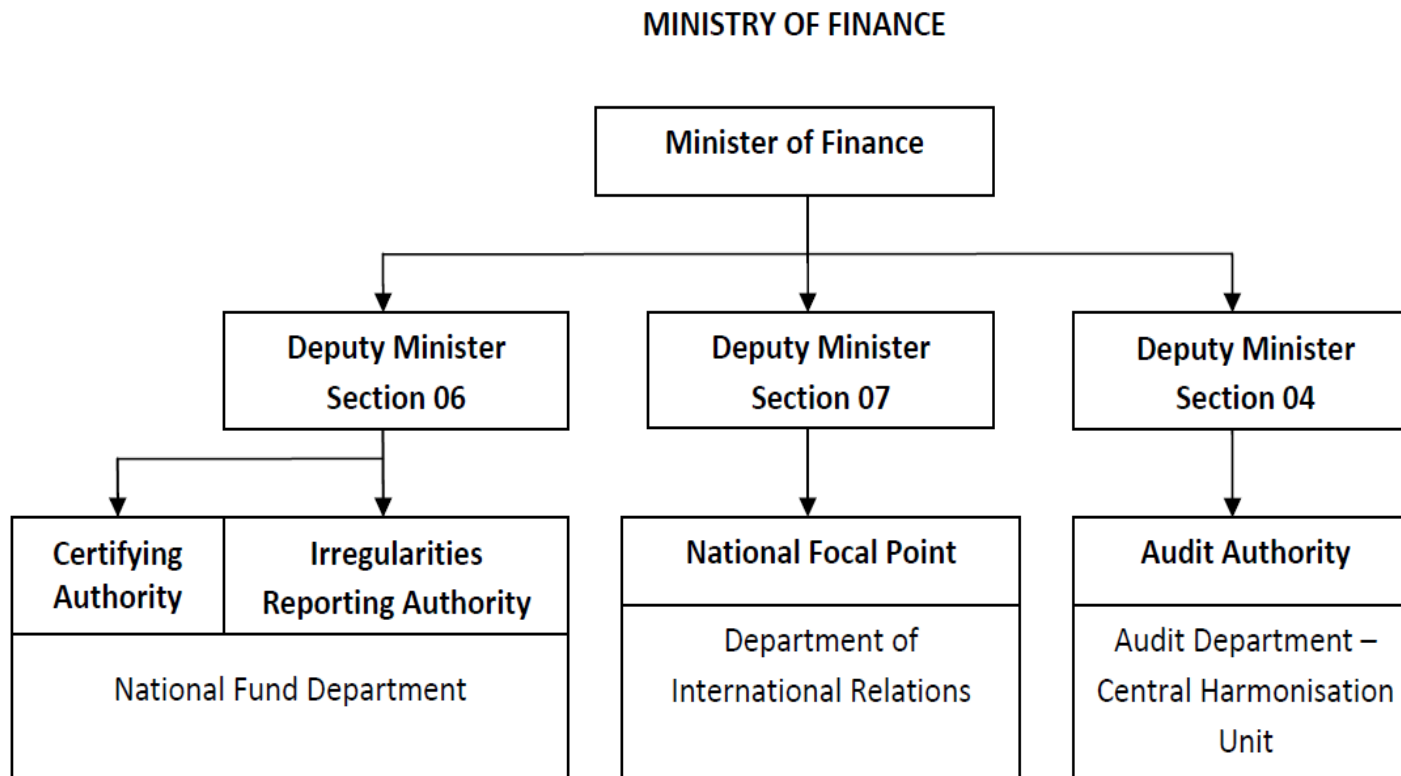 MINISTRY OF FINANCE
Minister of Finance
Deputy Minister
Section 06
Deputy Minister
Section 07
Deputy Minister
Section 04
Certifying
Authority
Irregularities
Reporting Authority
National Fund Department
National Focal Point
Department of
International Relations
Audit Authority
Audit Department –
Central Harmonisation
Unit